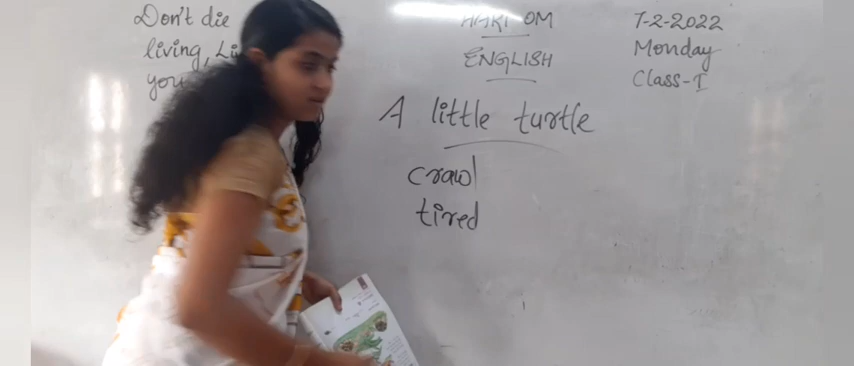 Don't die
living, Li
you
HARI OM
ENGLISH
7-2-2022
Monday
Class-I
A little turtle
crawl
tired